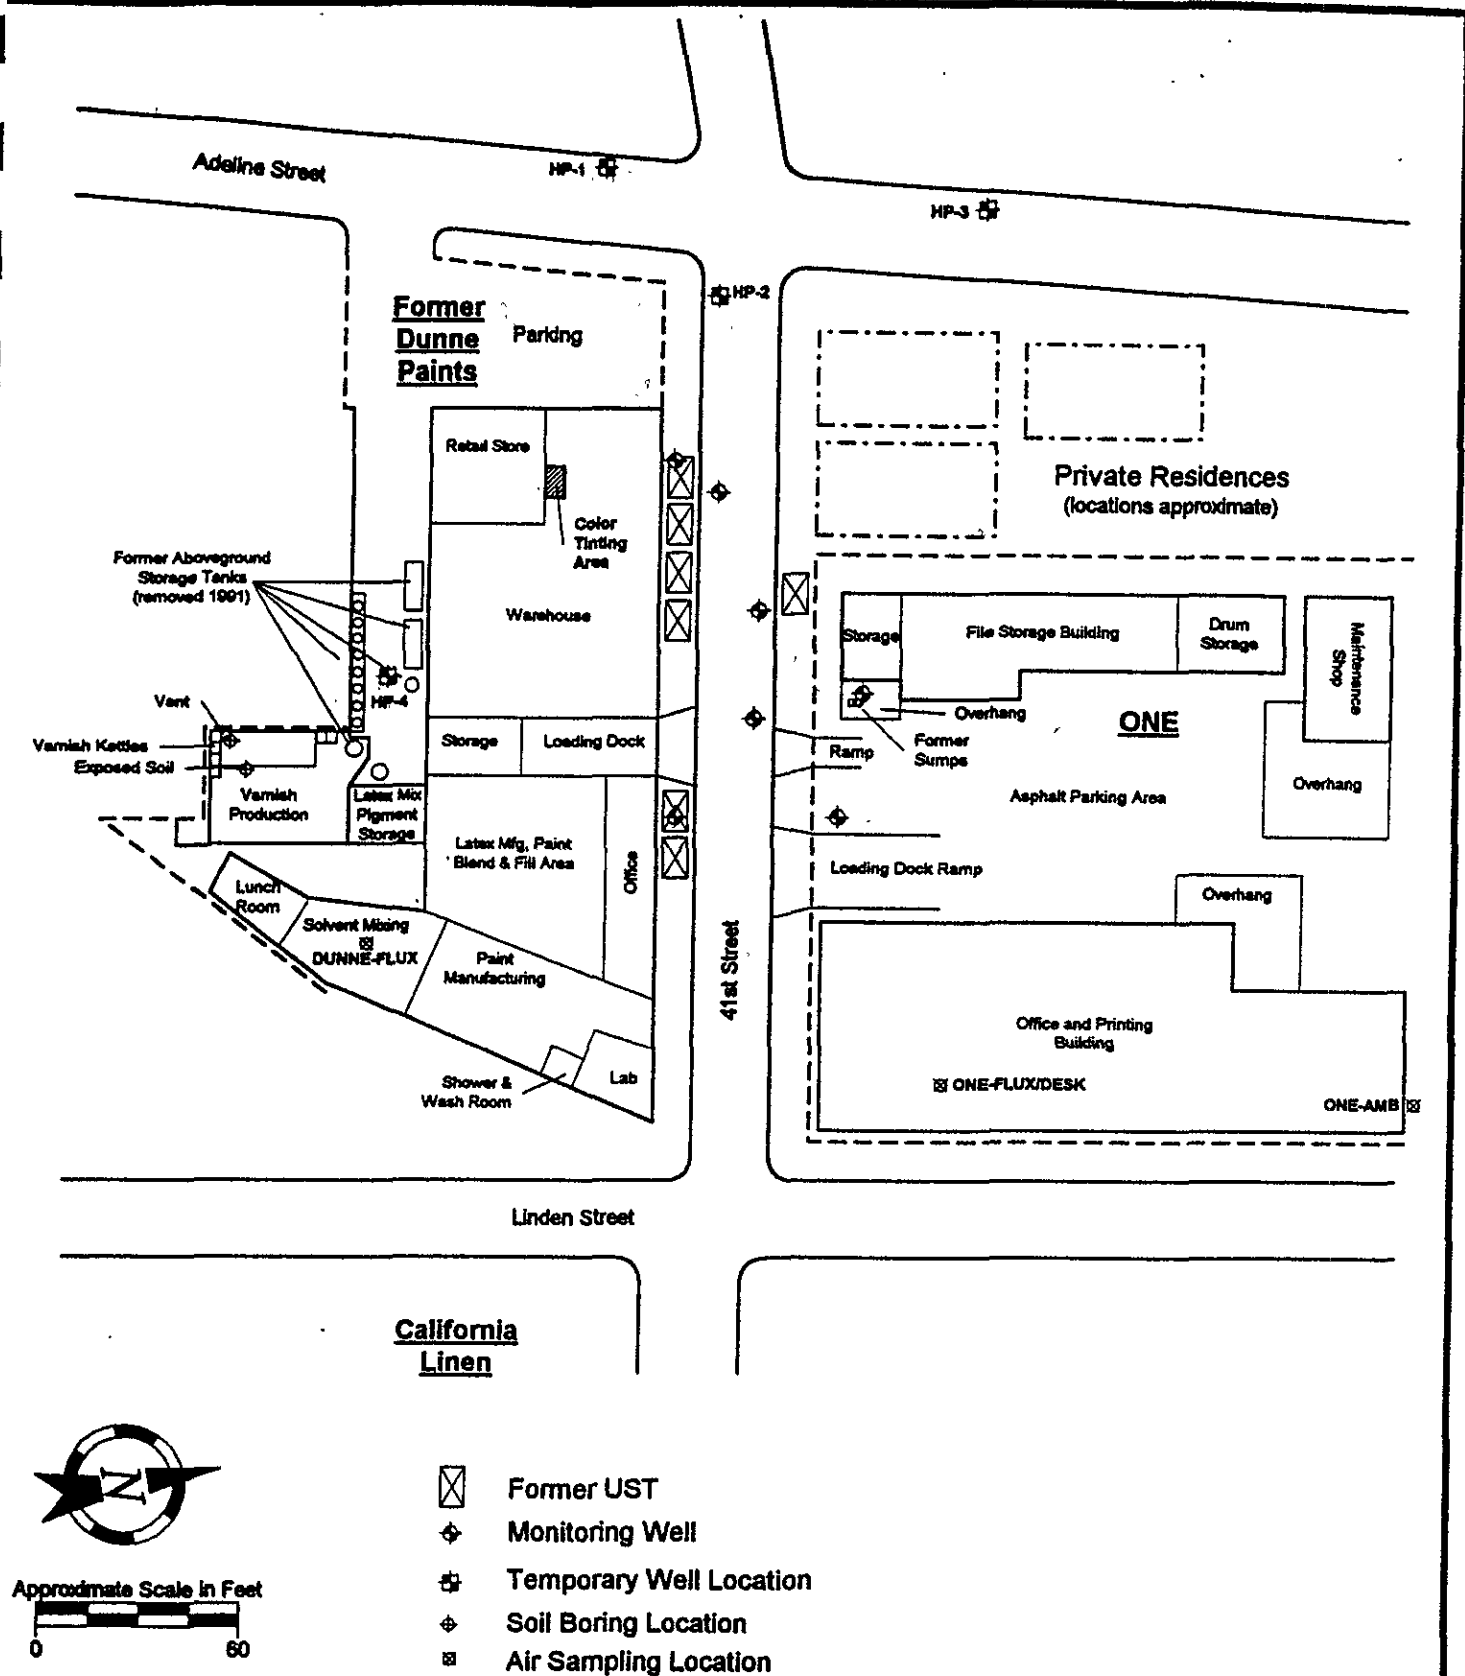 Adeline Street
HP-1
HP-3
HP-2
Former
Dunne
Paints
Parking
Retail Store
Color
Tinting
Area
Private Residences
(locations approximate)
Former Aboveground
Storage Tanks
(removed 1991)
Warehouse
Storage
File Storage Building
Drum
Storage
Maintenance
Shop
HP-4
Vent
Varnish Kettles
Exposed Soil
Varnish
Production
Latex Mix
Pigment
Storage
Storage
Loading Dock
Overhang
Former
Sumps
ONE
Ramp
Overhang
Asphalt Parking Area
Latex Mfg, Paint
Blend & Fill Area
Office
Loading Dock Ramp
Overhang
Lunch
Room
Solvent Mixing
DUNNE-FLUX
Paint
Manufacturing
41st Street
Office and Printing
Building
Shower &
Wash Room
Lab
ONE-FLUX/DESK
ONE-AMB
Linden Street
California
Linen
N
Approximate Scale in Feet
0
60
Former UST
Monitoring Well
Temporary Well Location
Soil Boring Location
Air Sampling Location